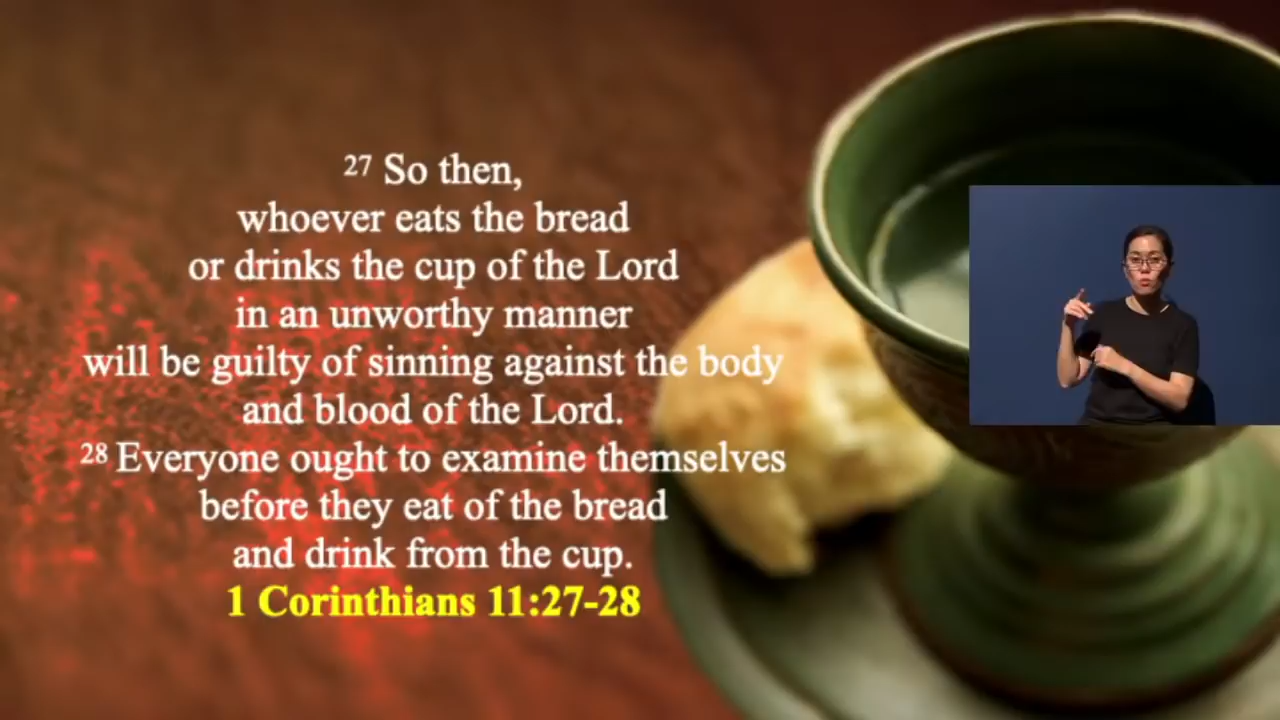 27 So then,
whoever eats the bread
or drinks the cup of the Lord
in an unworthy manner
will be guilty of sinning against the body
and blood of the Lord.
28 Everyone ought to examine themselves
before they eat of the bread
and drink from the cup.
1 Corinthians 11:27-28